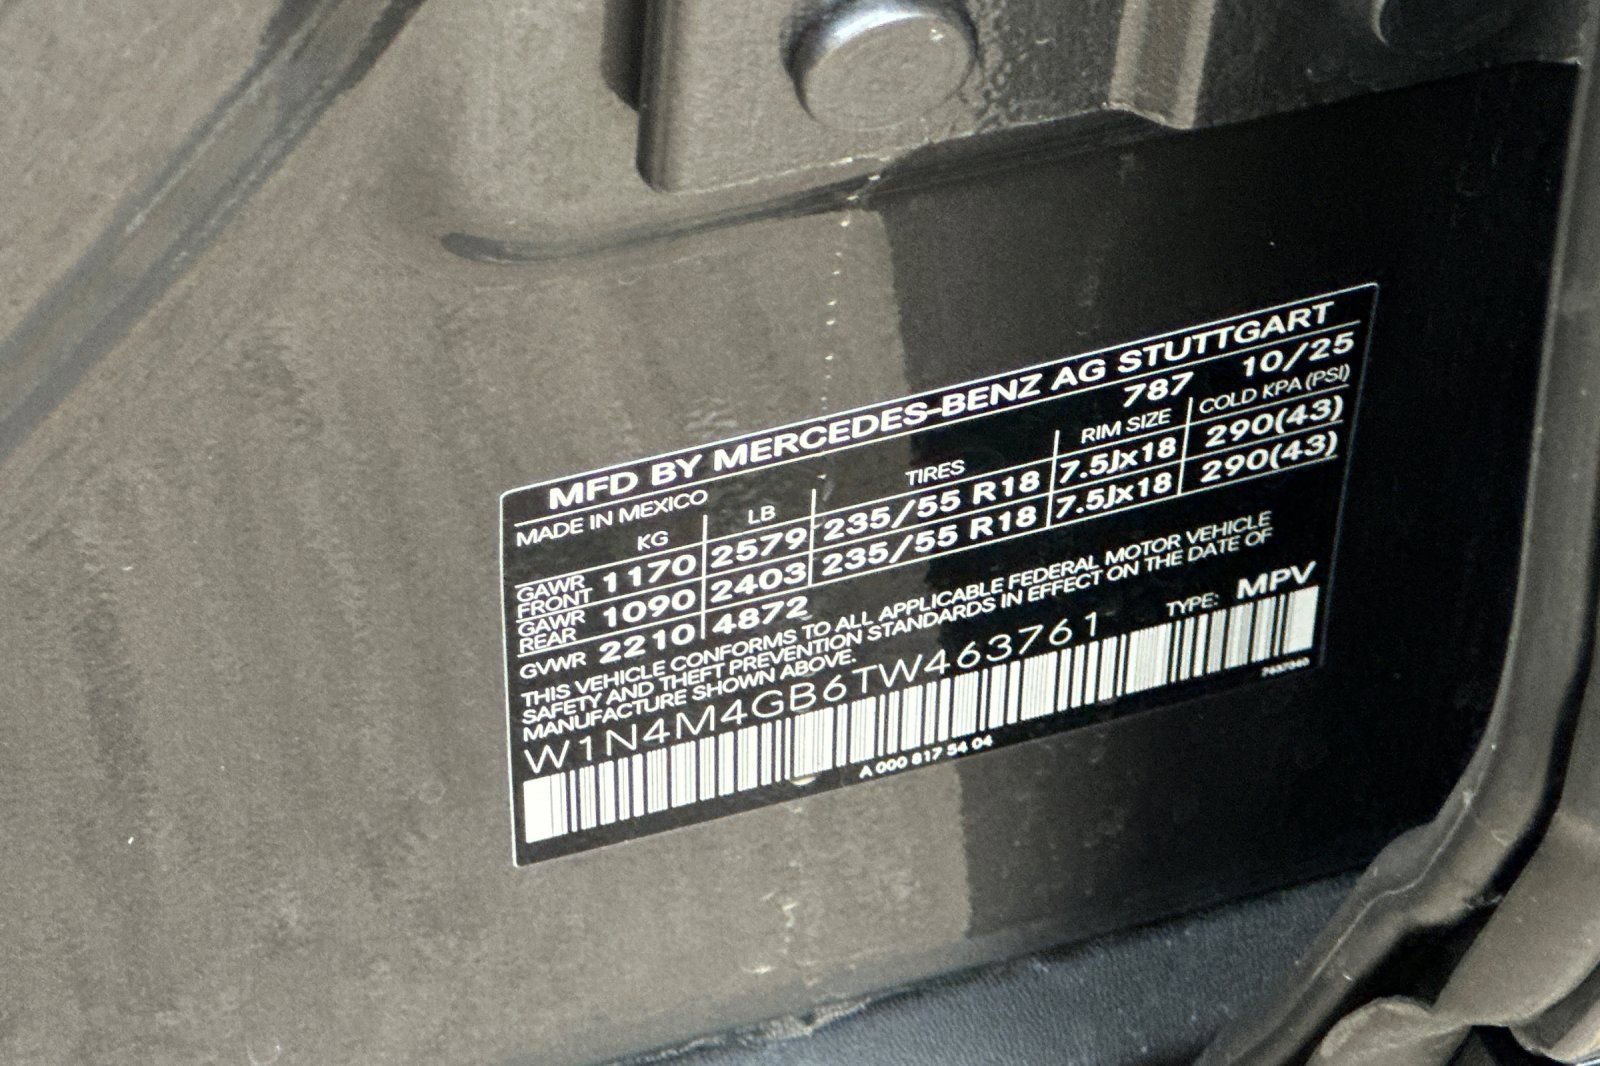 MFD BY MERCEDES-BENZ AG STUTTGART
MADE IN MEXICO 787 10/25
KG LB TIRES RIM SIZE COLD KPA (PSI)
GAWR FRONT 1170 2579 235/55 R18 7.5Jx18 290(43)
GAWR REAR 1090 2403 235/55 R18 7.5Jx18 290(43)
GVWR 2210 4872
THIS VEHICLE CONFORMS TO ALL APPLICABLE FEDERAL MOTOR VEHICLE
SAFETY AND THEFT PREVENTION STANDARDS IN EFFECT ON THE DATE OF
MANUFACTURE SHOWN ABOVE.
W1N4M4GB6TW463761 TYPE: MPV
A 000 817 54 04